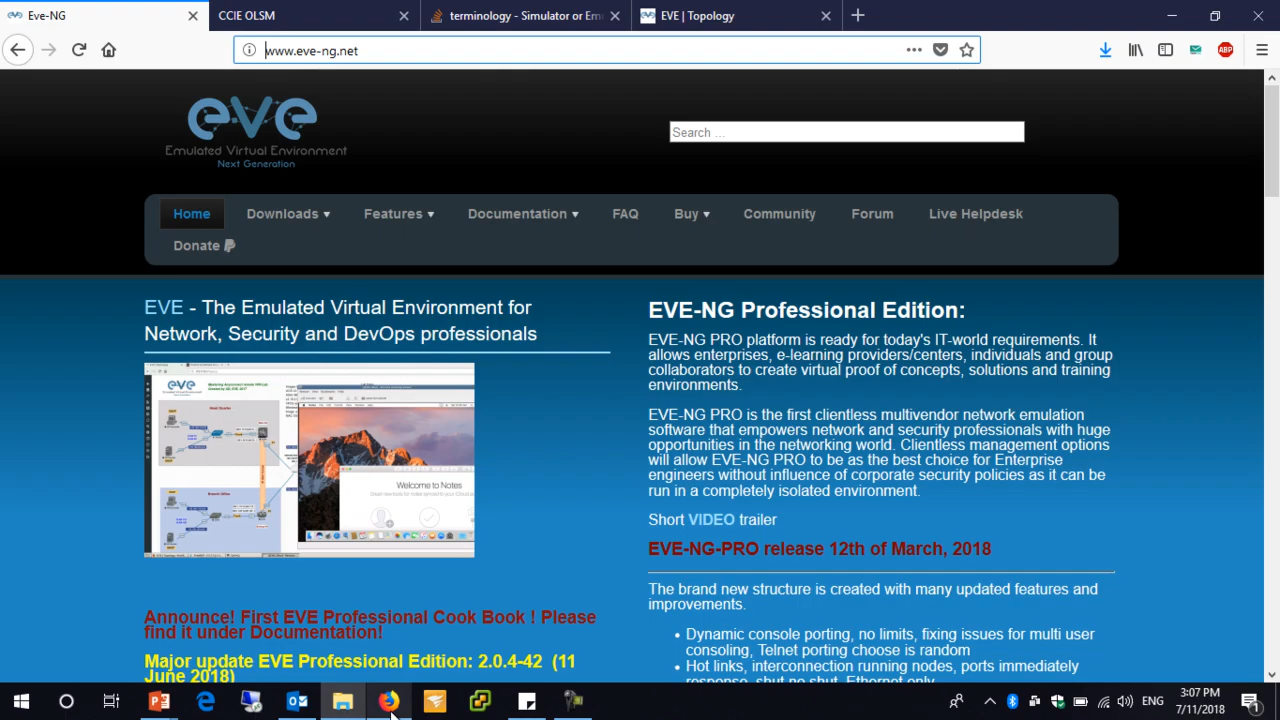 Eve-NG
CCIE OLSM
terminology - Simulator or Em
EVE | Topology
www.eve-ng.net
ABP
eve
Emulated Virtual Environment
Next Generation
Search …
Home
Downloads
Features
Documentation
FAQ
Buy
Community
Forum
Live Helpdesk
Donate
EVE - The Emulated Virtual Environment for
Network, Security and DevOps professionals
Welcome to Notes
Announce! First EVE Professional Cook Book ! Please
find it under Documentation!
Major update EVE Professional Edition: 2.0.4-42 (11
June 2018)
EVE-NG Professional Edition:
EVE-NG PRO platform is ready for today's IT-world requirements. It
allows enterprises, e-learning providers/centers, individuals and group
collaborators to create virtual proof of concepts, solutions and training
environments.
EVE-NG PRO is the first clientless multivendor network emulation
software that empowers network and security professionals with huge
opportunities in the networking world. Clientless management options
will allow EVE-NG PRO to be as the best choice for Enterprise
engineers without influence of corporate security policies as it can be
run in a completely isolated environment.
Short VIDEO trailer
EVE-NG-PRO release 12th of March, 2018
The brand new structure is created with many updated features and
improvements.
• Dynamic console porting, no limits, fixing issues for multi user
consoling, Telnet porting choose is random
• Hot links, interconnection running nodes, ports immediately
response, shut no shut. Ethernet only
ENG
3:07 PM
7/11/2018